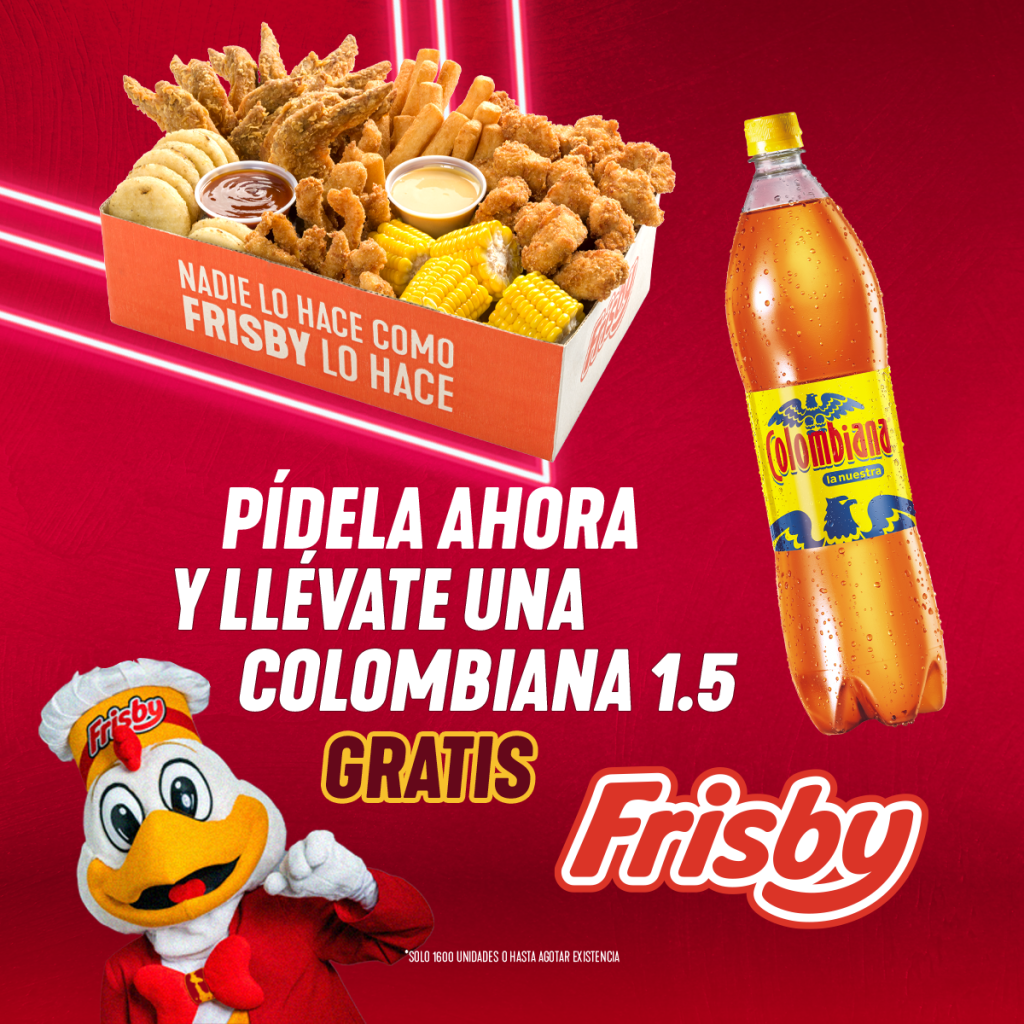 NADIE LO HACE COMO
FRISBY LO HACE
Frisby
Colombiana
la nuestra
PÍDELA AHORA
Y LLÉVATE UNA
COLOMBIANA 1.5
GRATIS
Frisby
Frisby
*SOLO 1600 UNIDADES O HASTA AGOTAR EXISTENCIA